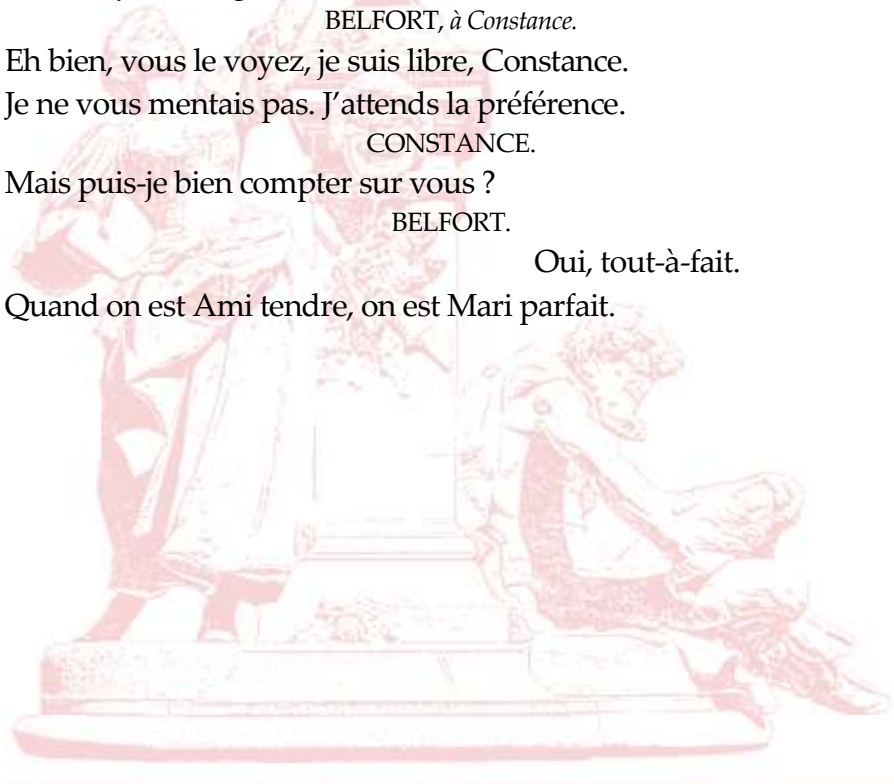 BELFORT, à Constance.
Eh bien, vous le voyez, je suis libre, Constance.
Je ne vous mentais pas. J’attends la préférence.
CONSTANCE.
Mais puis-je bien compter sur vous ?
BELFORT.
Oui, tout-à-fait.
Quand on est Ami tendre, on est Mari parfait.